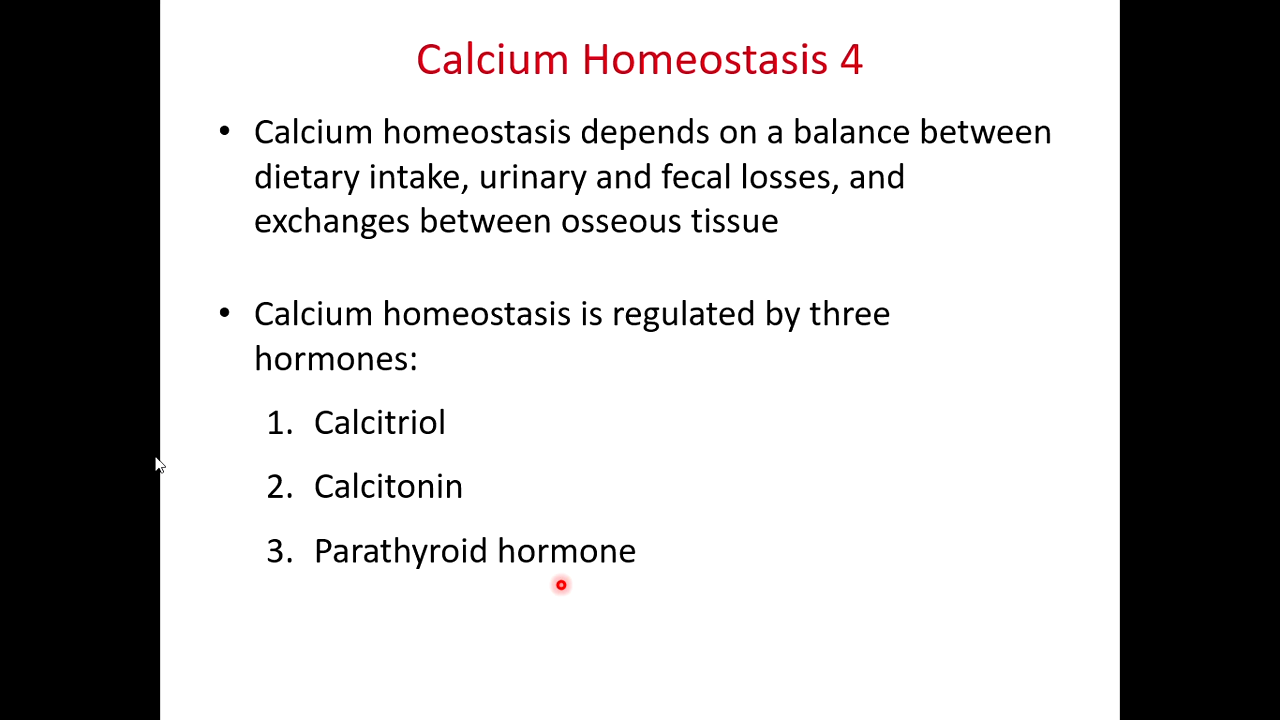 Calcium Homeostasis 4
• Calcium homeostasis depends on a balance between
dietary intake, urinary and fecal losses, and
exchanges between osseous tissue
• Calcium homeostasis is regulated by three
hormones:
1. Calcitriol
2. Calcitonin
3. Parathyroid hormone